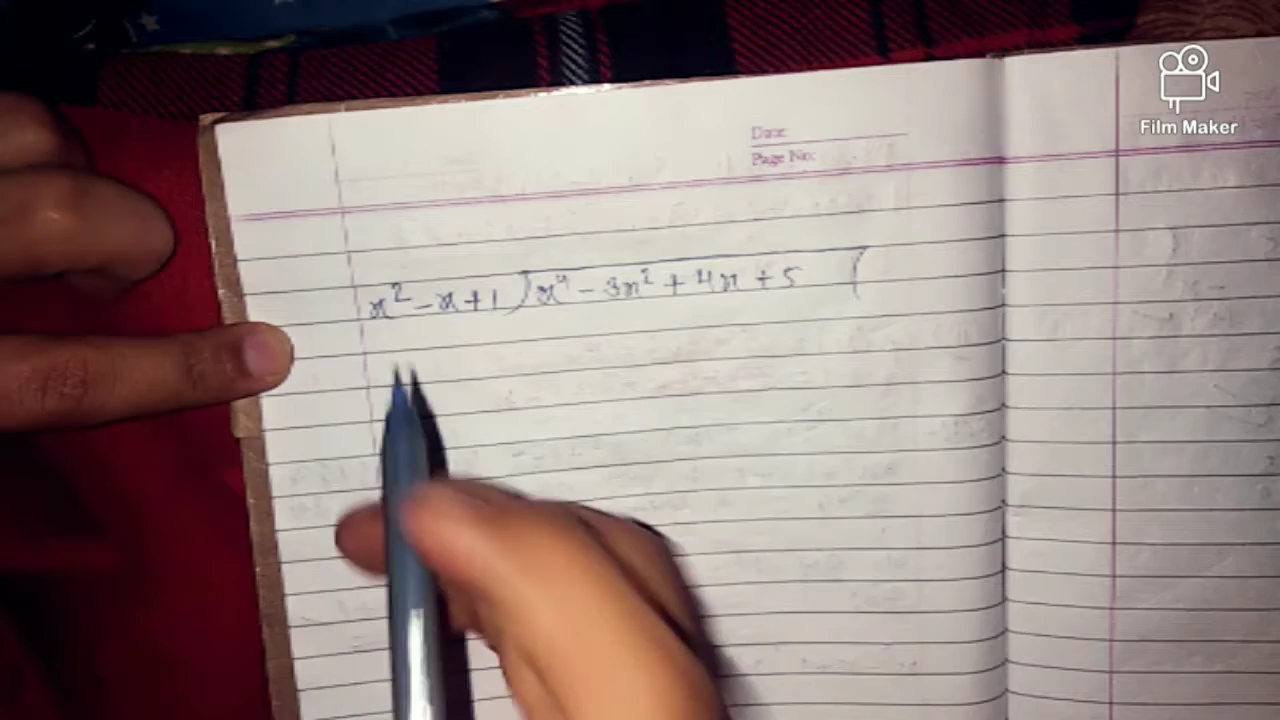 Film Maker
Date:
Page No:
x² - x + 1 ) x⁴ - 3x² + 4x + 5 (